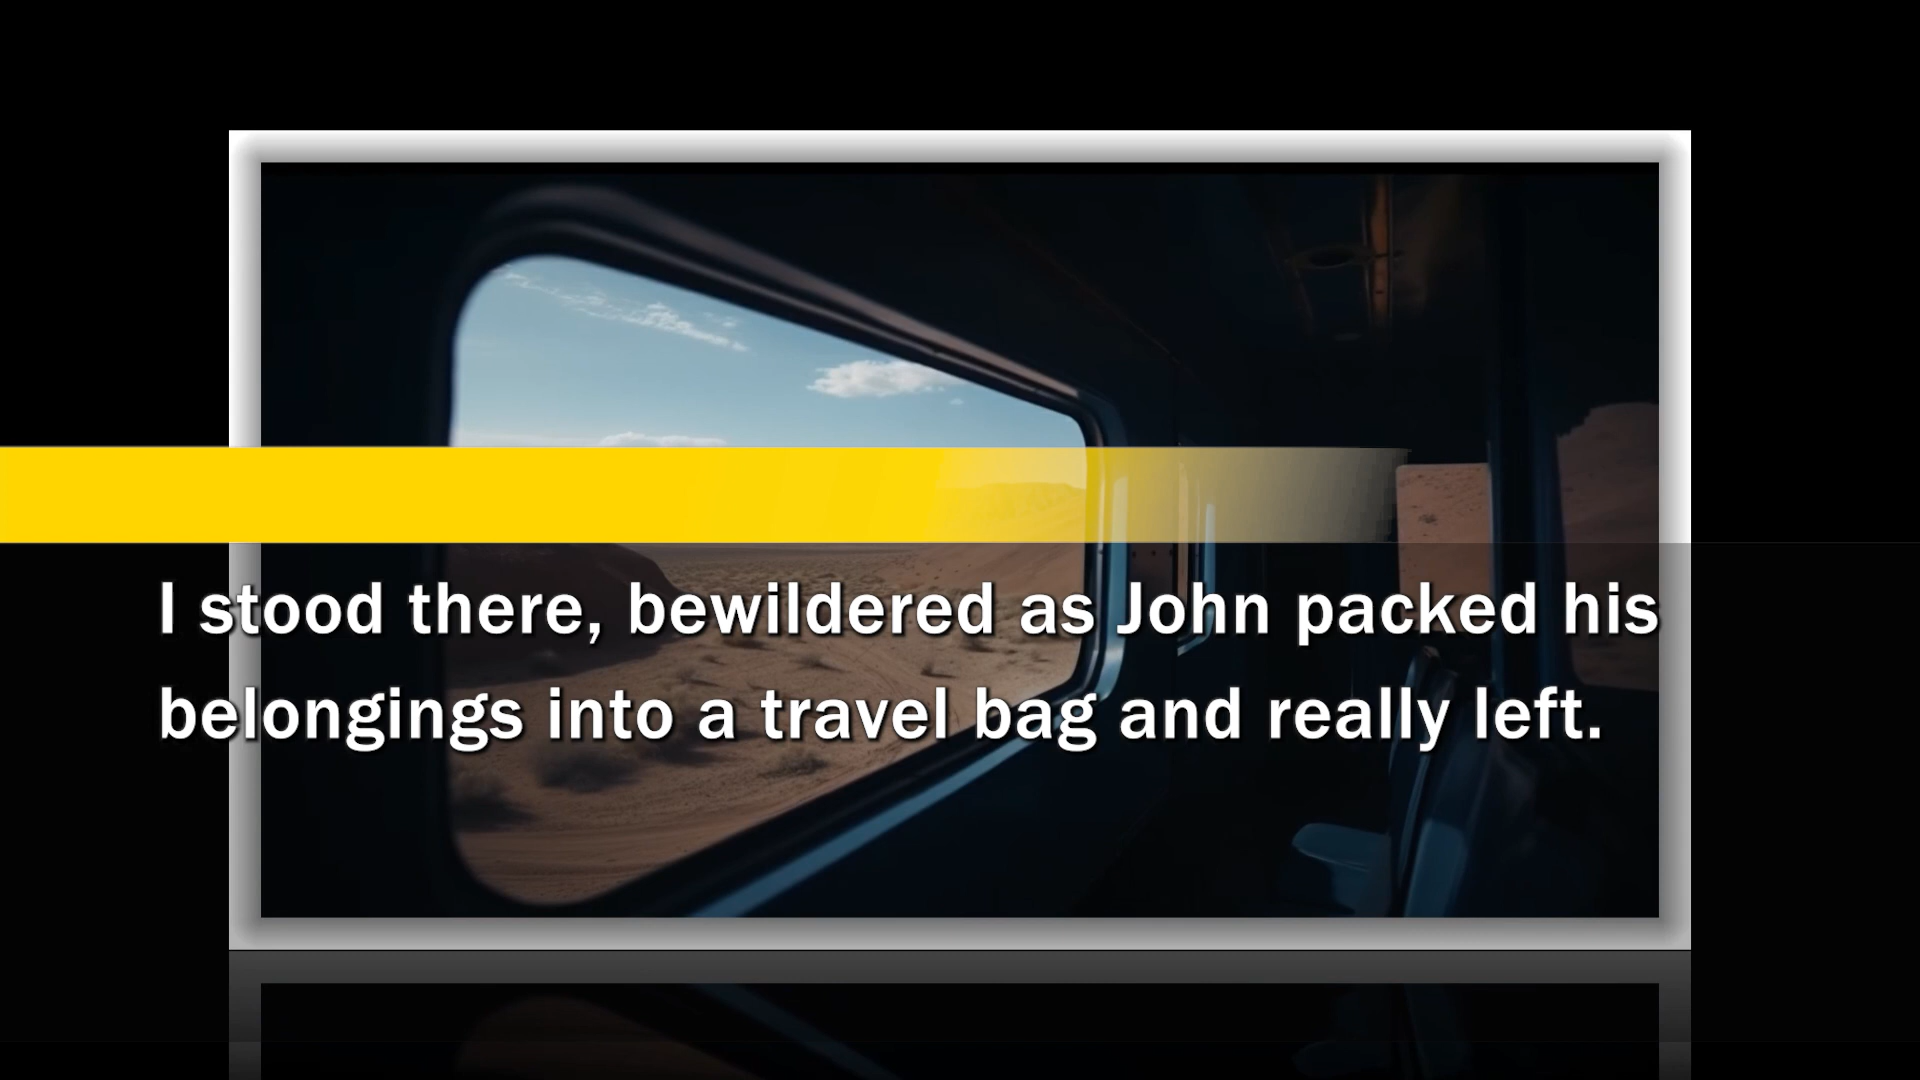 I stood there, bewildered as John packed his
belongings into a travel bag and really left.